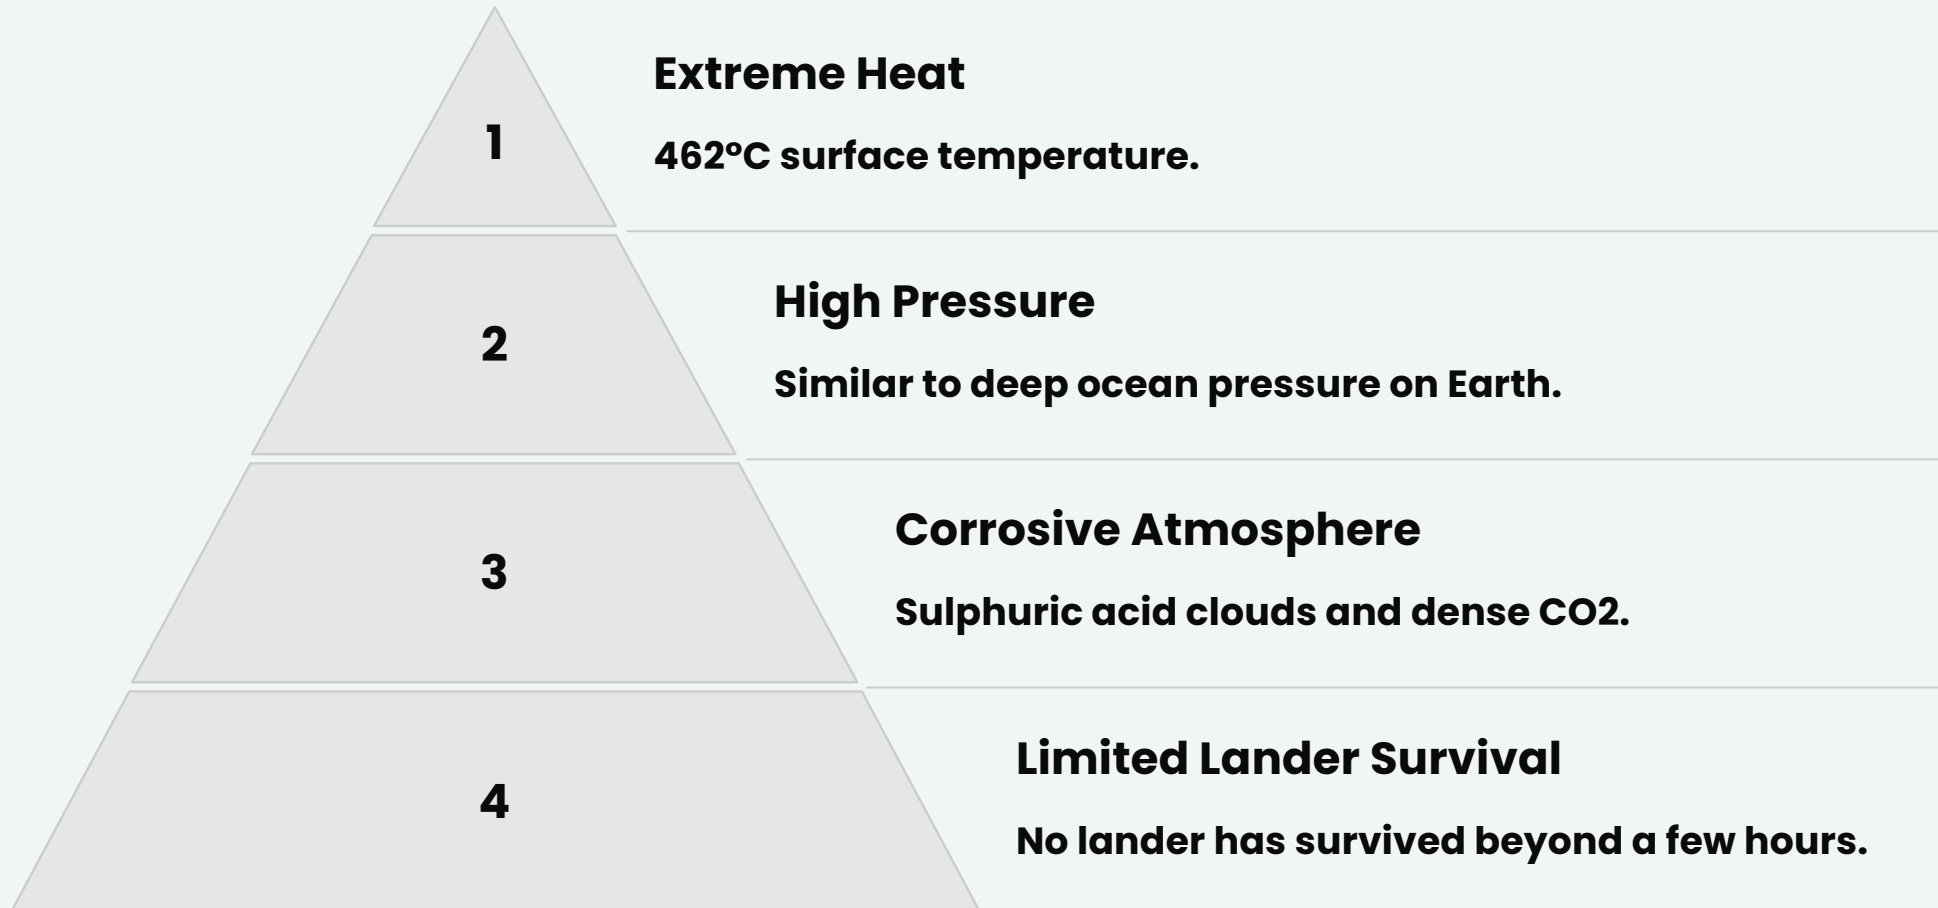 1
Extreme Heat
462°C surface temperature.
2
High Pressure
Similar to deep ocean pressure on Earth.
3
Corrosive Atmosphere
Sulphuric acid clouds and dense CO2.
4
Limited Lander Survival
No lander has survived beyond a few hours.